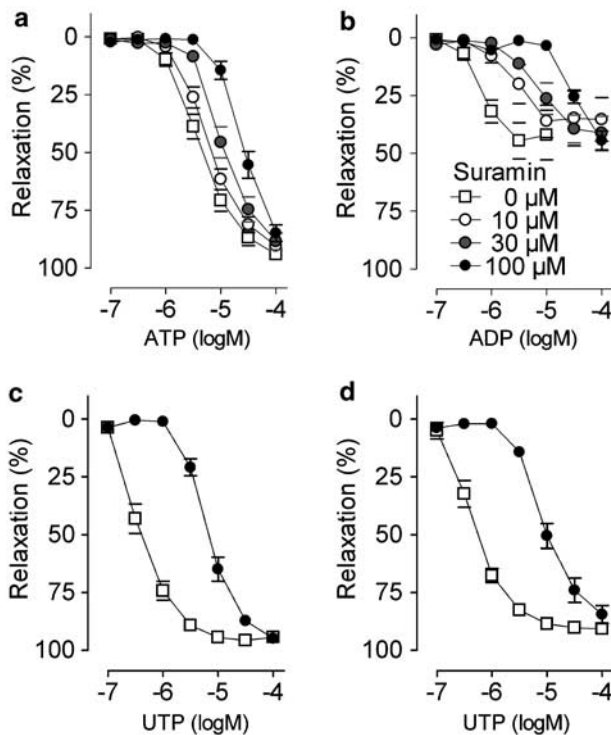 a
0
25
50
75
100
Relaxation (%)
-7 -6 -5 -4
ATP (logM)
b
0
25
50
75
100
Relaxation (%)
Suramin
0 µM
10 µM
30 µM
100 µM
-7 -6 -5 -4
ADP (logM)
c
0
25
50
75
100
Relaxation (%)
-7 -6 -5 -4
UTP (logM)
d
0
25
50
75
100
Relaxation (%)
-7 -6 -5 -4
UTP (logM)